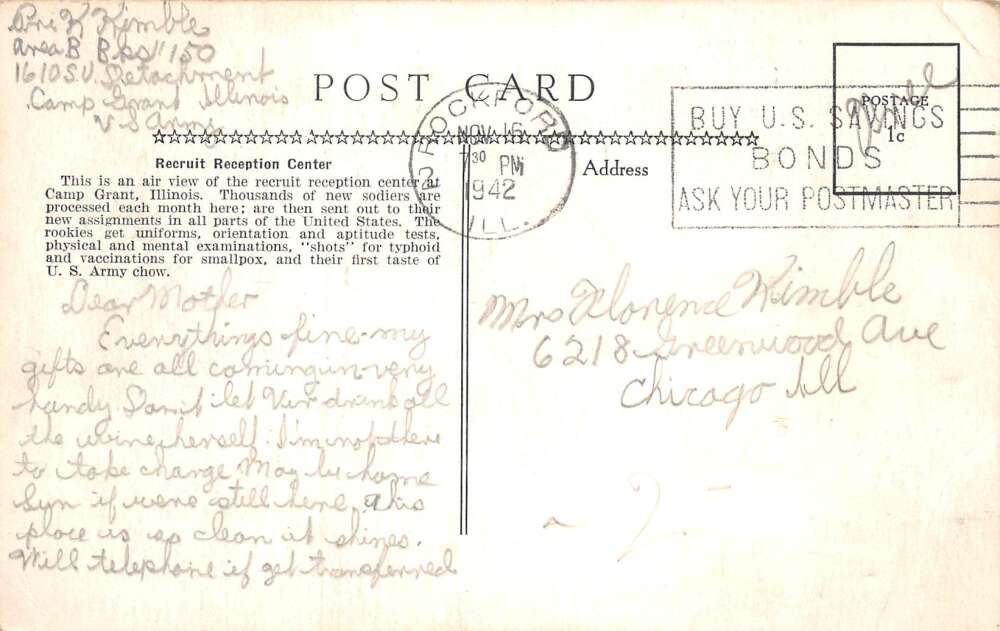 Pri K Kimble
Area B Bks #150
1610 S.U. Detachment
Camp Grant Illinois
US Army
POST CARD
ROCKFORD
NOV 16
7 30 PM
1942
ILL.
BUY U.S. SAVINGS
BONDS
ASK YOUR POSTMASTER
Free
POSTAGE
1c
Recruit Reception Center
This is an air view of the recruit reception center at
Camp Grant, Illinois. Thousands of new sodiers are
processed each month here; are then sent out to their
new assignments in all parts of the United States. The
rookies get uniforms, orientation and aptitude tests,
physical and mental examinations, "shots" for typhoid
and vaccinations for smallpox, and their first taste of
U. S. Army chow.
Dear Mother
Everythings fine-my
gifts are all coming in very
handy Don't let drink all
the wine herself. I'm not there
to take charge May be home
Sun if were still here. This
place is so clean it shines.
Will telephone if get transferred
Address
Mrs Florence Kimble
6218 Greenwood Ave
Chicago Ill